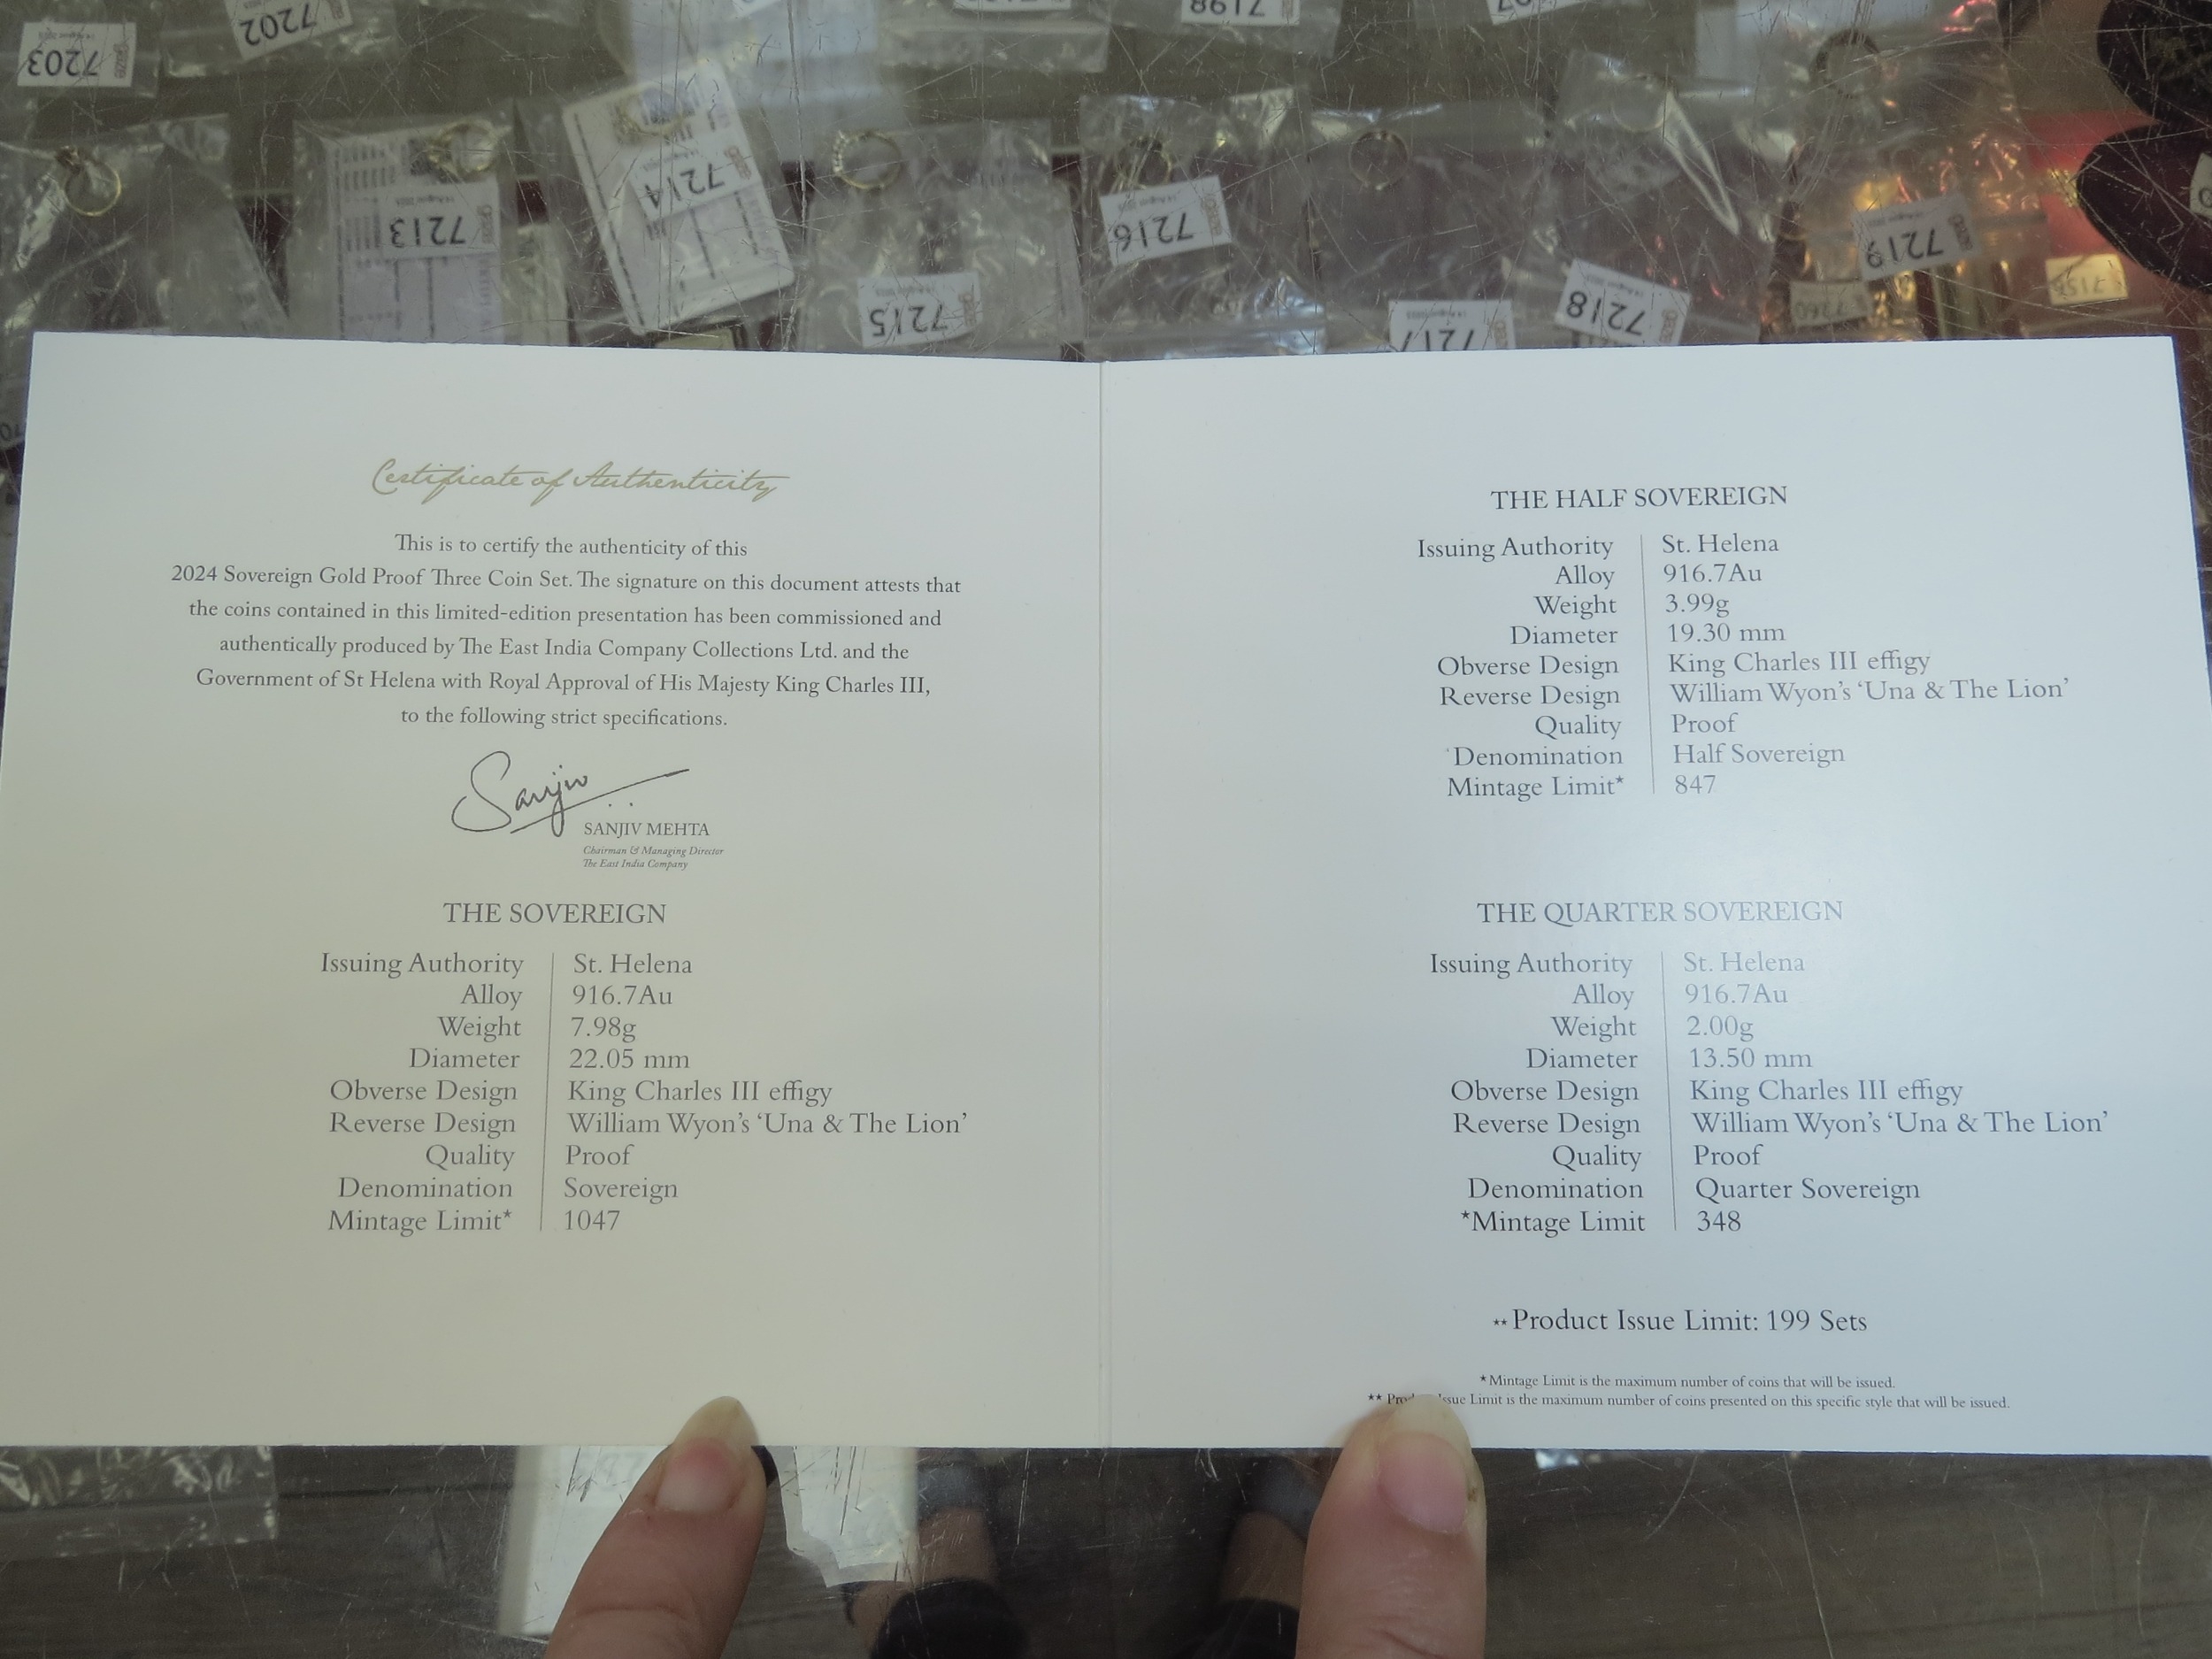 7203
7202
7198
7213
7214
7215
7216
7217
7218
7219
7260
Certificate of Authenticity
This is to certify the authenticity of this
2024 Sovereign Gold Proof Three Coin Set. The signature on this document attests that
the coins contained in this limited-edition presentation has been commissioned and
authentically produced by The East India Company Collections Ltd. and the
Government of St Helena with Royal Approval of His Majesty King Charles III,
to the following strict specifications.
Sanjiv
SANJIV MEHTA
Chairman & Managing Director
The East India Company
THE SOVEREIGN
Issuing Authority St. Helena
Alloy 916.7Au
Weight 7.98g
Diameter 22.05 mm
Obverse Design King Charles III effigy
Reverse Design William Wyon's ‘Una & The Lion’
Quality Proof
Denomination Sovereign
Mintage Limit* 1047
THE HALF SOVEREIGN
Issuing Authority St. Helena
Alloy 916.7Au
Weight 3.99g
Diameter 19.30 mm
Obverse Design King Charles III effigy
Reverse Design William Wyon's ‘Una & The Lion’
Quality Proof
Denomination Half Sovereign
Mintage Limit* 847
THE QUARTER SOVEREIGN
Issuing Authority St. Helena
Alloy 916.7Au
Weight 2.00g
Diameter 13.50 mm
Obverse Design King Charles III effigy
Reverse Design William Wyon's ‘Una & The Lion’
Quality Proof
Denomination Quarter Sovereign
*Mintage Limit 348
**Product Issue Limit: 199 Sets
*Mintage Limit is the maximum number of coins that will be issued.
** Limit is the maximum number of coins presented on this specific style that will be issued.